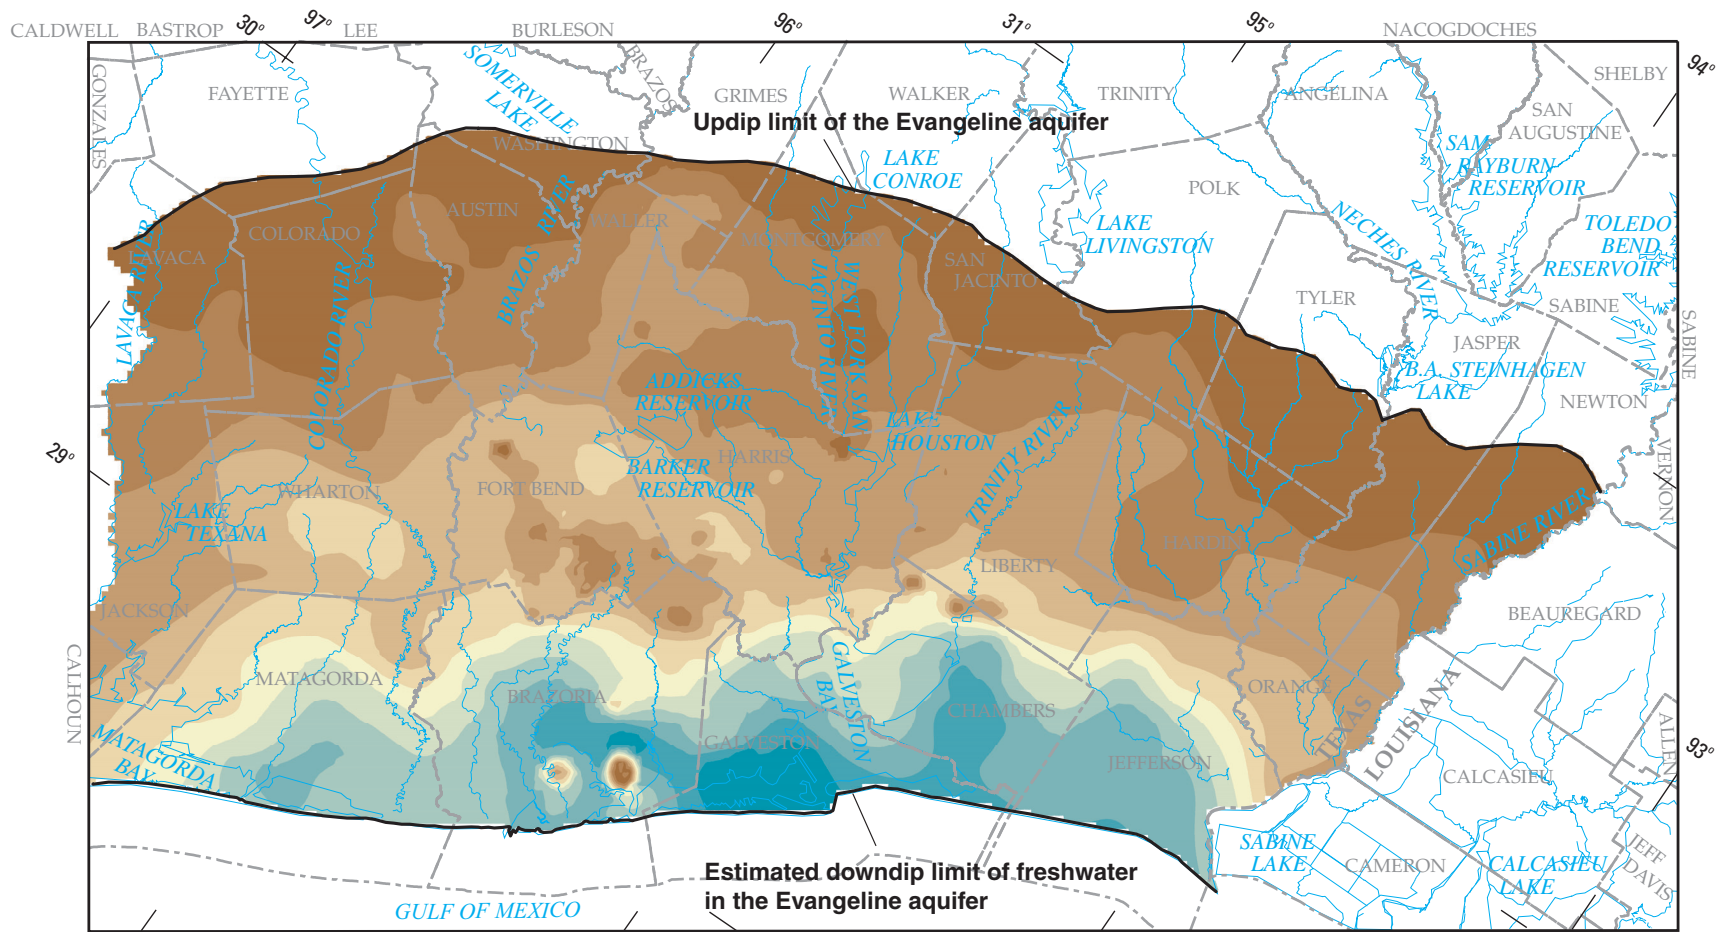 CALDWELL
BASTROP
30°
97°
LEE
BURLESON
96°
31°
95°
NACOGDOCHES
94°
GONZALES
FAYETTE
SOMERVILLE
LAKE
BRAZOS
GRIMES
WALKER
TRINITY
ANGELINA
SHELBY
SAN
AUGUSTINE
WASHINGTON
Updip limit of the Evangeline aquifer
LAKE
CONROE
SAM
RAYBURN
RESERVOIR
POLK
LAVACA
LAVACA RIVER
COLORADO
COLORADO RIVER
AUSTIN
BRAZOS RIVER
WALLER
MONTGOMERY
WEST FORK SAN
JACINTO RIVER
SAN
JACINTO
LAKE
LIVINGSTON
NECHES RIVER
TOLEDO
BEND
RESERVOIR
TYLER
SABINE
JASPER
SABINE
B.A. STEINHAGEN
LAKE
NEWTON
ADDICKS
RESERVOIR
LAKE
HOUSTON
TRINITY RIVER
29°
HARRIS
BARKER
RESERVOIR
VERNON
WHARTON
FORT BEND
LAKE
TEXANA
HARDIN
SABINE RIVER
LIBERTY
JACKSON
BEAUREGARD
CALHOUN
MATAGORDA
BRAZORIA
GALVESTON
BAY
CHAMBERS
ORANGE
TEXAS
LOUISIANA
ALLEN
93°
MATAGORDA
BAY
GALVESTON
JEFFERSON
CALCASIEU
SABINE
LAKE
CAMERON
CALCASIEU
LAKE
JEFF
DAVIS
Estimated downdip limit of freshwater
in the Evangeline aquifer
GULF OF MEXICO